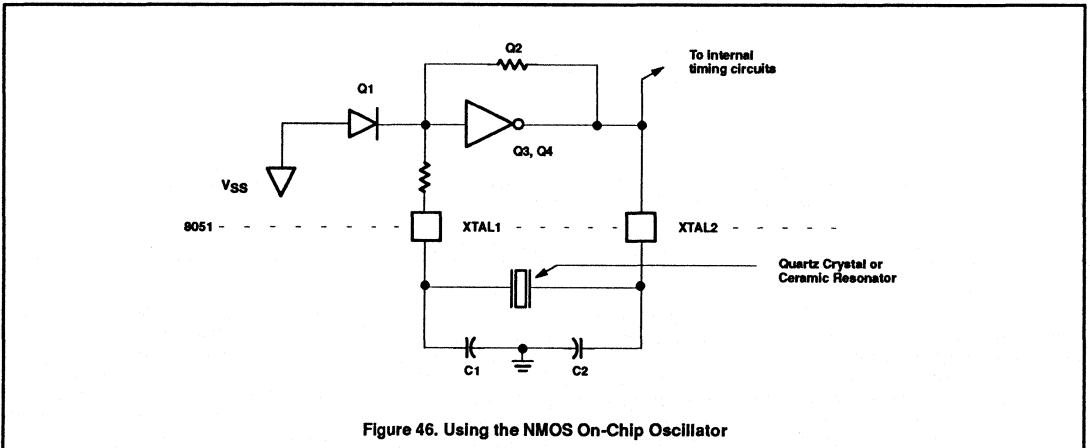 Q2
To internal
timing circuits
Q1
Q3, Q4
VSS
8051
XTAL1
XTAL2
Quartz Crystal or
Ceramic Resonator
C1
C2
Figure 46. Using the NMOS On-Chip Oscillator